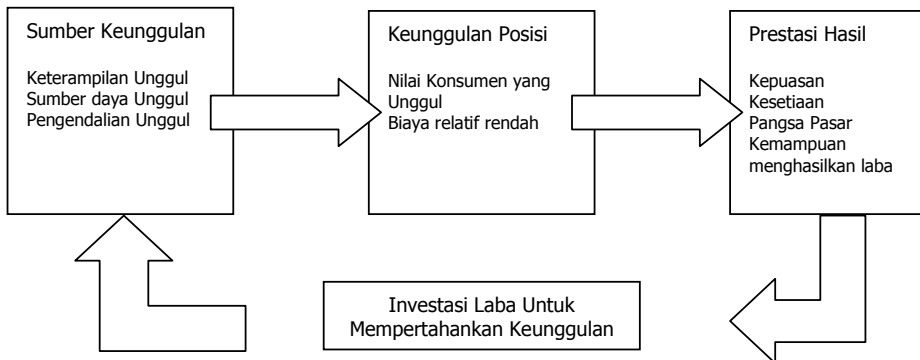 Sumber Keunggulan
Keterampilan Unggul
Sumber daya Unggul
Pengendalian Unggul
Keunggulan Posisi
Nilai Konsumen yang
Unggul
Biaya relatif rendah
Prestasi Hasil
Kepuasan
Kesetiaan
Pangsa Pasar
Kemampuan
menghasilkan laba
Investasi Laba Untuk
Mempertahankan Keunggulan